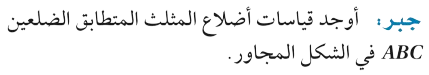 جبر: أوجد قياسات أضلاع المثلث المتطابق الضلعين
ABC في الشكل المجاور.